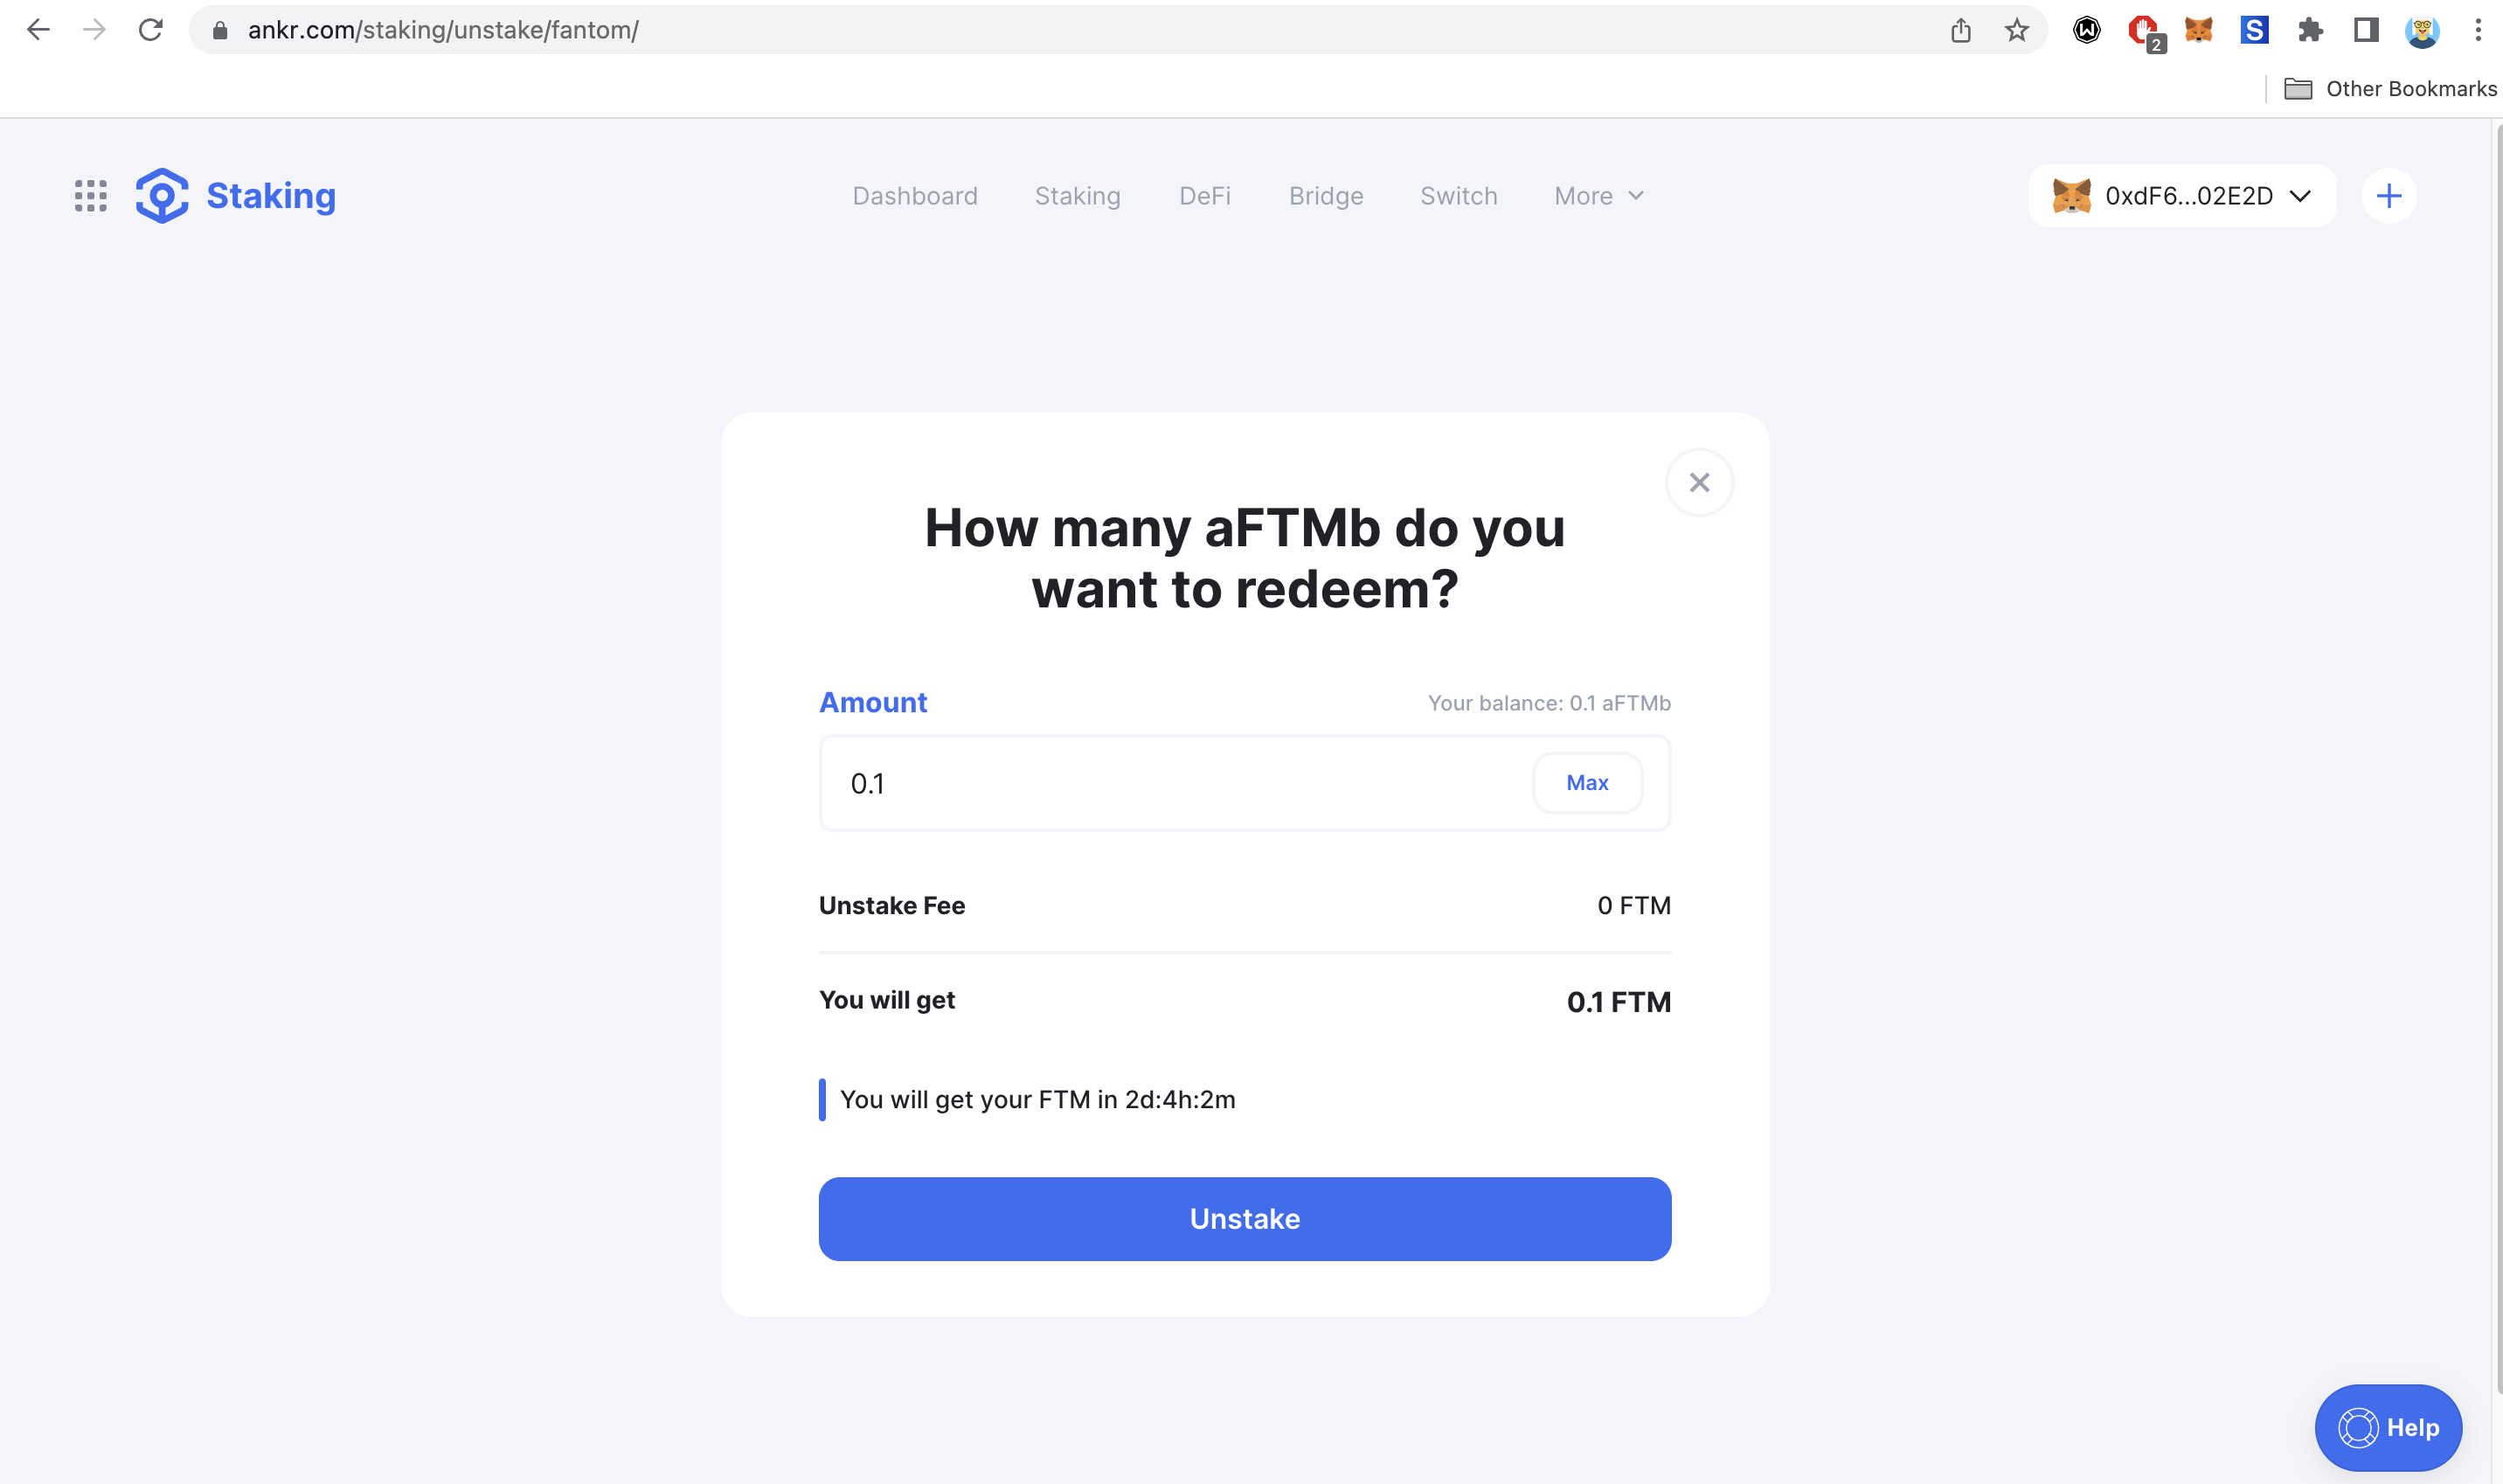 ankr.com/staking/unstake/fantom/
2
S
Other Bookmarks
Staking
Dashboard Staking DeFi Bridge Switch More
0xdF6...02E2D
How many aFTMb do you
want to redeem?
Amount
Your balance: 0.1 aFTMb
0.1
Max
Unstake Fee
0 FTM
You will get
0.1 FTM
You will get your FTM in 2d:4h:2m
Unstake
Help